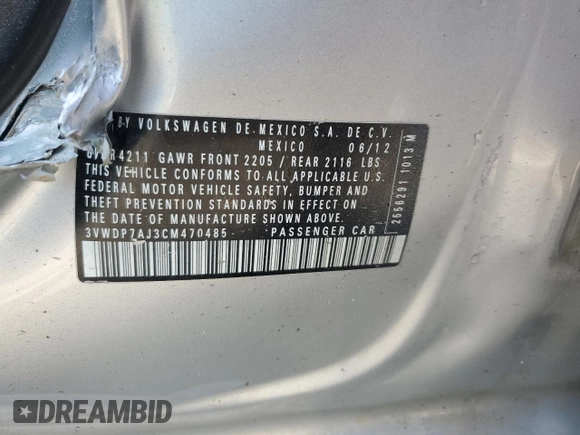 BY VOLKSWAGEN DE MEXICO S.A. DE C.V.
MEXICO 06/12
4211 GAWR FRONT 2205 / REAR 2116 LBS
THIS VEHICLE CONFORMS TO ALL APPLICABLE U.S.
FEDERAL MOTOR VEHICLE SAFETY, BUMPER AND
THEFT PREVENTION STANDARDS IN EFFECT ON
THE DATE OF MANUFACTURE SHOWN ABOVE.
3VWDP7AJ3CM470485 PASSENGER CAR
2556291 1013 M
DREAMBID